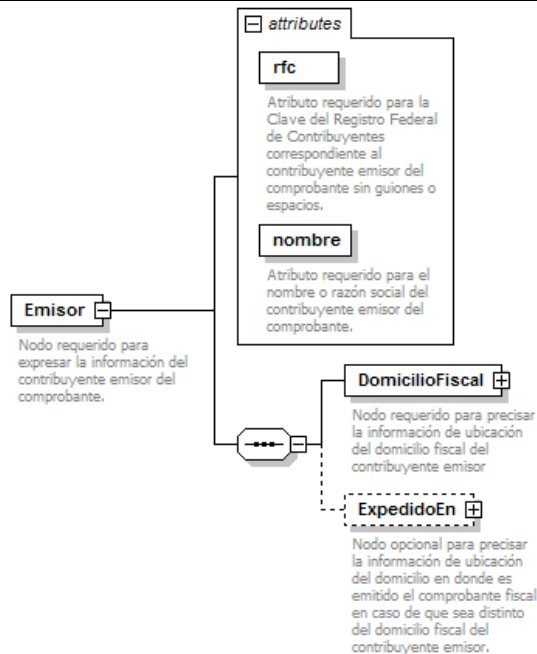 attributes
rfc
Atributo requerido para la
Clave del Registro Federal
de Contribuyentes
correspondiente al
contribuyente emisor del
comprobante sin guiones o
espacios.
nombre
Atributo requerido para el
nombre o razón social del
contribuyente emisor del
comprobante.
Emisor
Nodo requerido para
expresar la información del
contribuyente emisor del
comprobante.
DomicilioFiscal
Nodo requerido para precisar
la información de ubicación
del domicilio fiscal del
contribuyente emisor
ExpedidoEn
Nodo opcional para precisar
la información de ubicación
del domicilio en donde es
emitido el comprobante fiscal
en caso de que sea distinto
del domicilio fiscal del
contribuyente emisor.